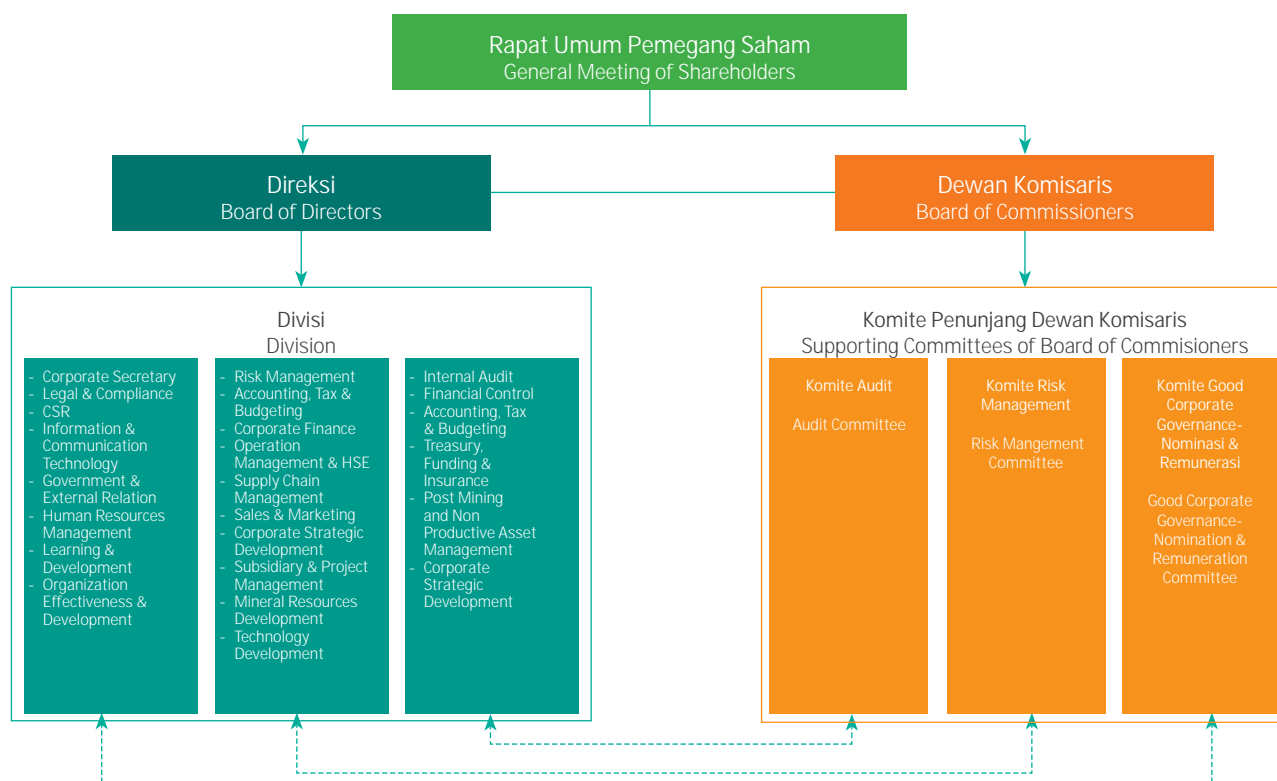 Rapat Umum Pemegang Saham
General Meeting of Shareholders
Direksi
Board of Directors
Dewan Komisaris
Board of Commissioners
Divisi
Division
- Corporate Secretary
- Legal & Compliance
- CSR
- Information &
Communication
Technology
- Government &
External Relation
- Human Resources
Management
- Learning &
Development
- Organization
Effectiveness &
Development
- Risk Management
- Accounting, Tax &
Budgeting
- Corporate Finance
- Operation
Management & HSE
- Supply Chain
Management
- Sales & Marketing
- Corporate Strategic
Development
- Subsidiary & Project
Management
- Mineral Resources
Development
- Technology
Development
- Internal Audit
- Financial Control
- Accounting, Tax
& Budgeting
- Treasury,
Funding &
Insurance
- Post Mining
and Non
Productive Asset
Management
- Corporate
Strategic
Development
Komite Penunjang Dewan Komisaris
Supporting Committees of Board of Commisioners
Komite Audit
Audit Committee
Komite Risk
Management
Risk Mangement
Committee
Komite Good
Corporate
Governance-
Nominasi &
Remunerasi
Good Corporate
Governance-
Nomination &
Remuneration
Committee